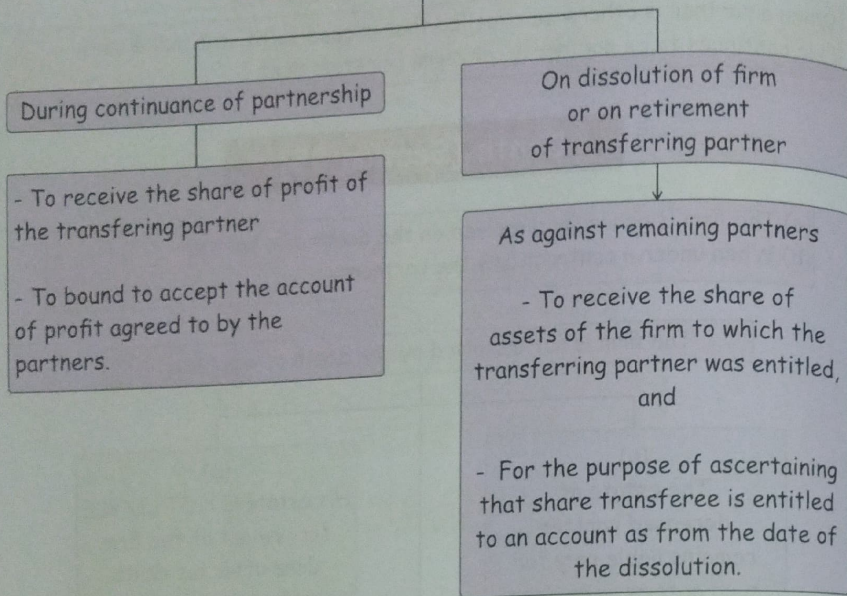 During continuance of partnership
- To receive the share of profit of
the transfering partner
- To bound to accept the account
of profit agreed to by the
partners.
On dissolution of firm
or on retirement
of transferring partner
As against remaining partners
- To receive the share of
assets of the firm to which the
transferring partner was entitled,
and
- For the purpose of ascertaining
that share transferee is entitled
to an account as from the date of
the dissolution.